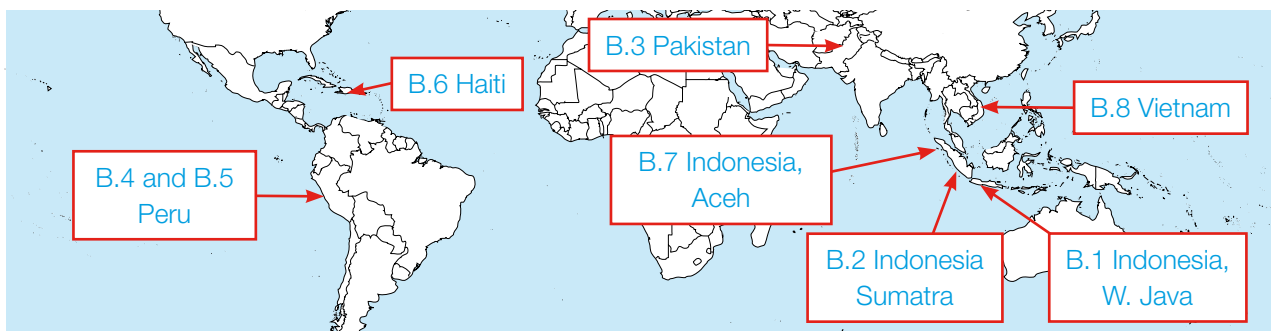 B.3 Pakistan
B.6 Haiti
B.8 Vietnam
B.7 Indonesia,
Aceh
B.4 and B.5
Peru
B.2 Indonesia
Sumatra
B.1 Indonesia,
W. Java